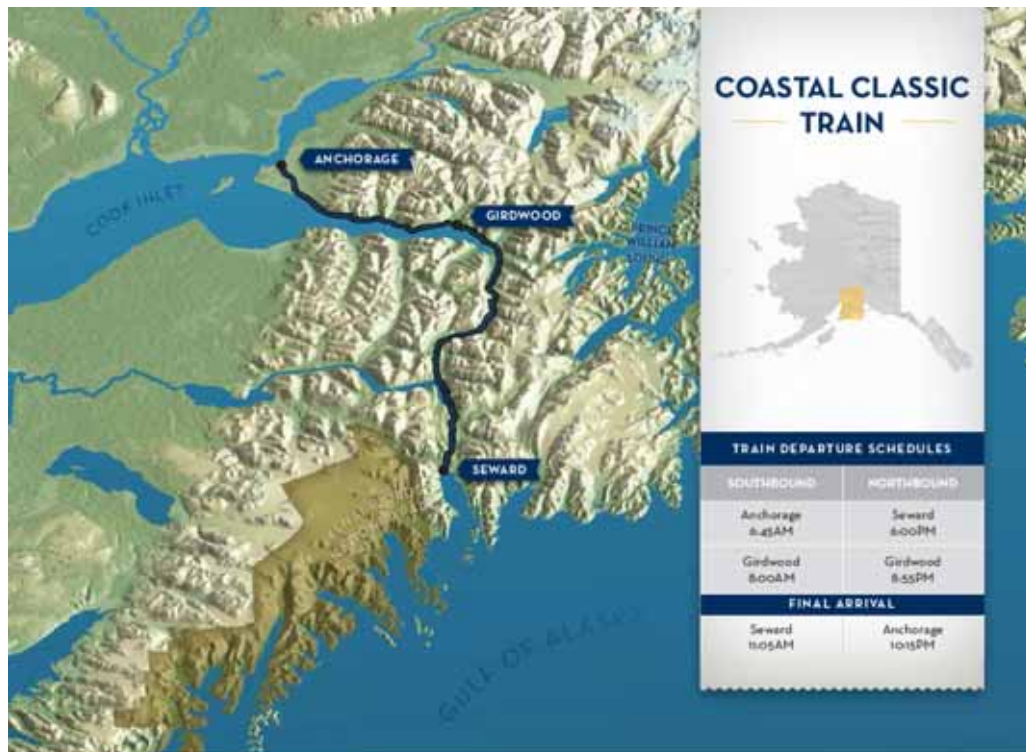 COASTAL CLASSIC
TRAIN
ANCHORAGE
COOK INLET
GIRDWOOD
PRINCE
WILLIAM
SOUND
SEWARD
GULF OF ALASKA
TRAIN DEPARTURE SCHEDULES
SOUTHBOUND NORTHBOUND
Anchorage Seward
6:45AM 6:00PM
Girdwood Girdwood
8:00AM 8:55PM
FINAL ARRIVAL
Seward Anchorage
11:05AM 10:15PM